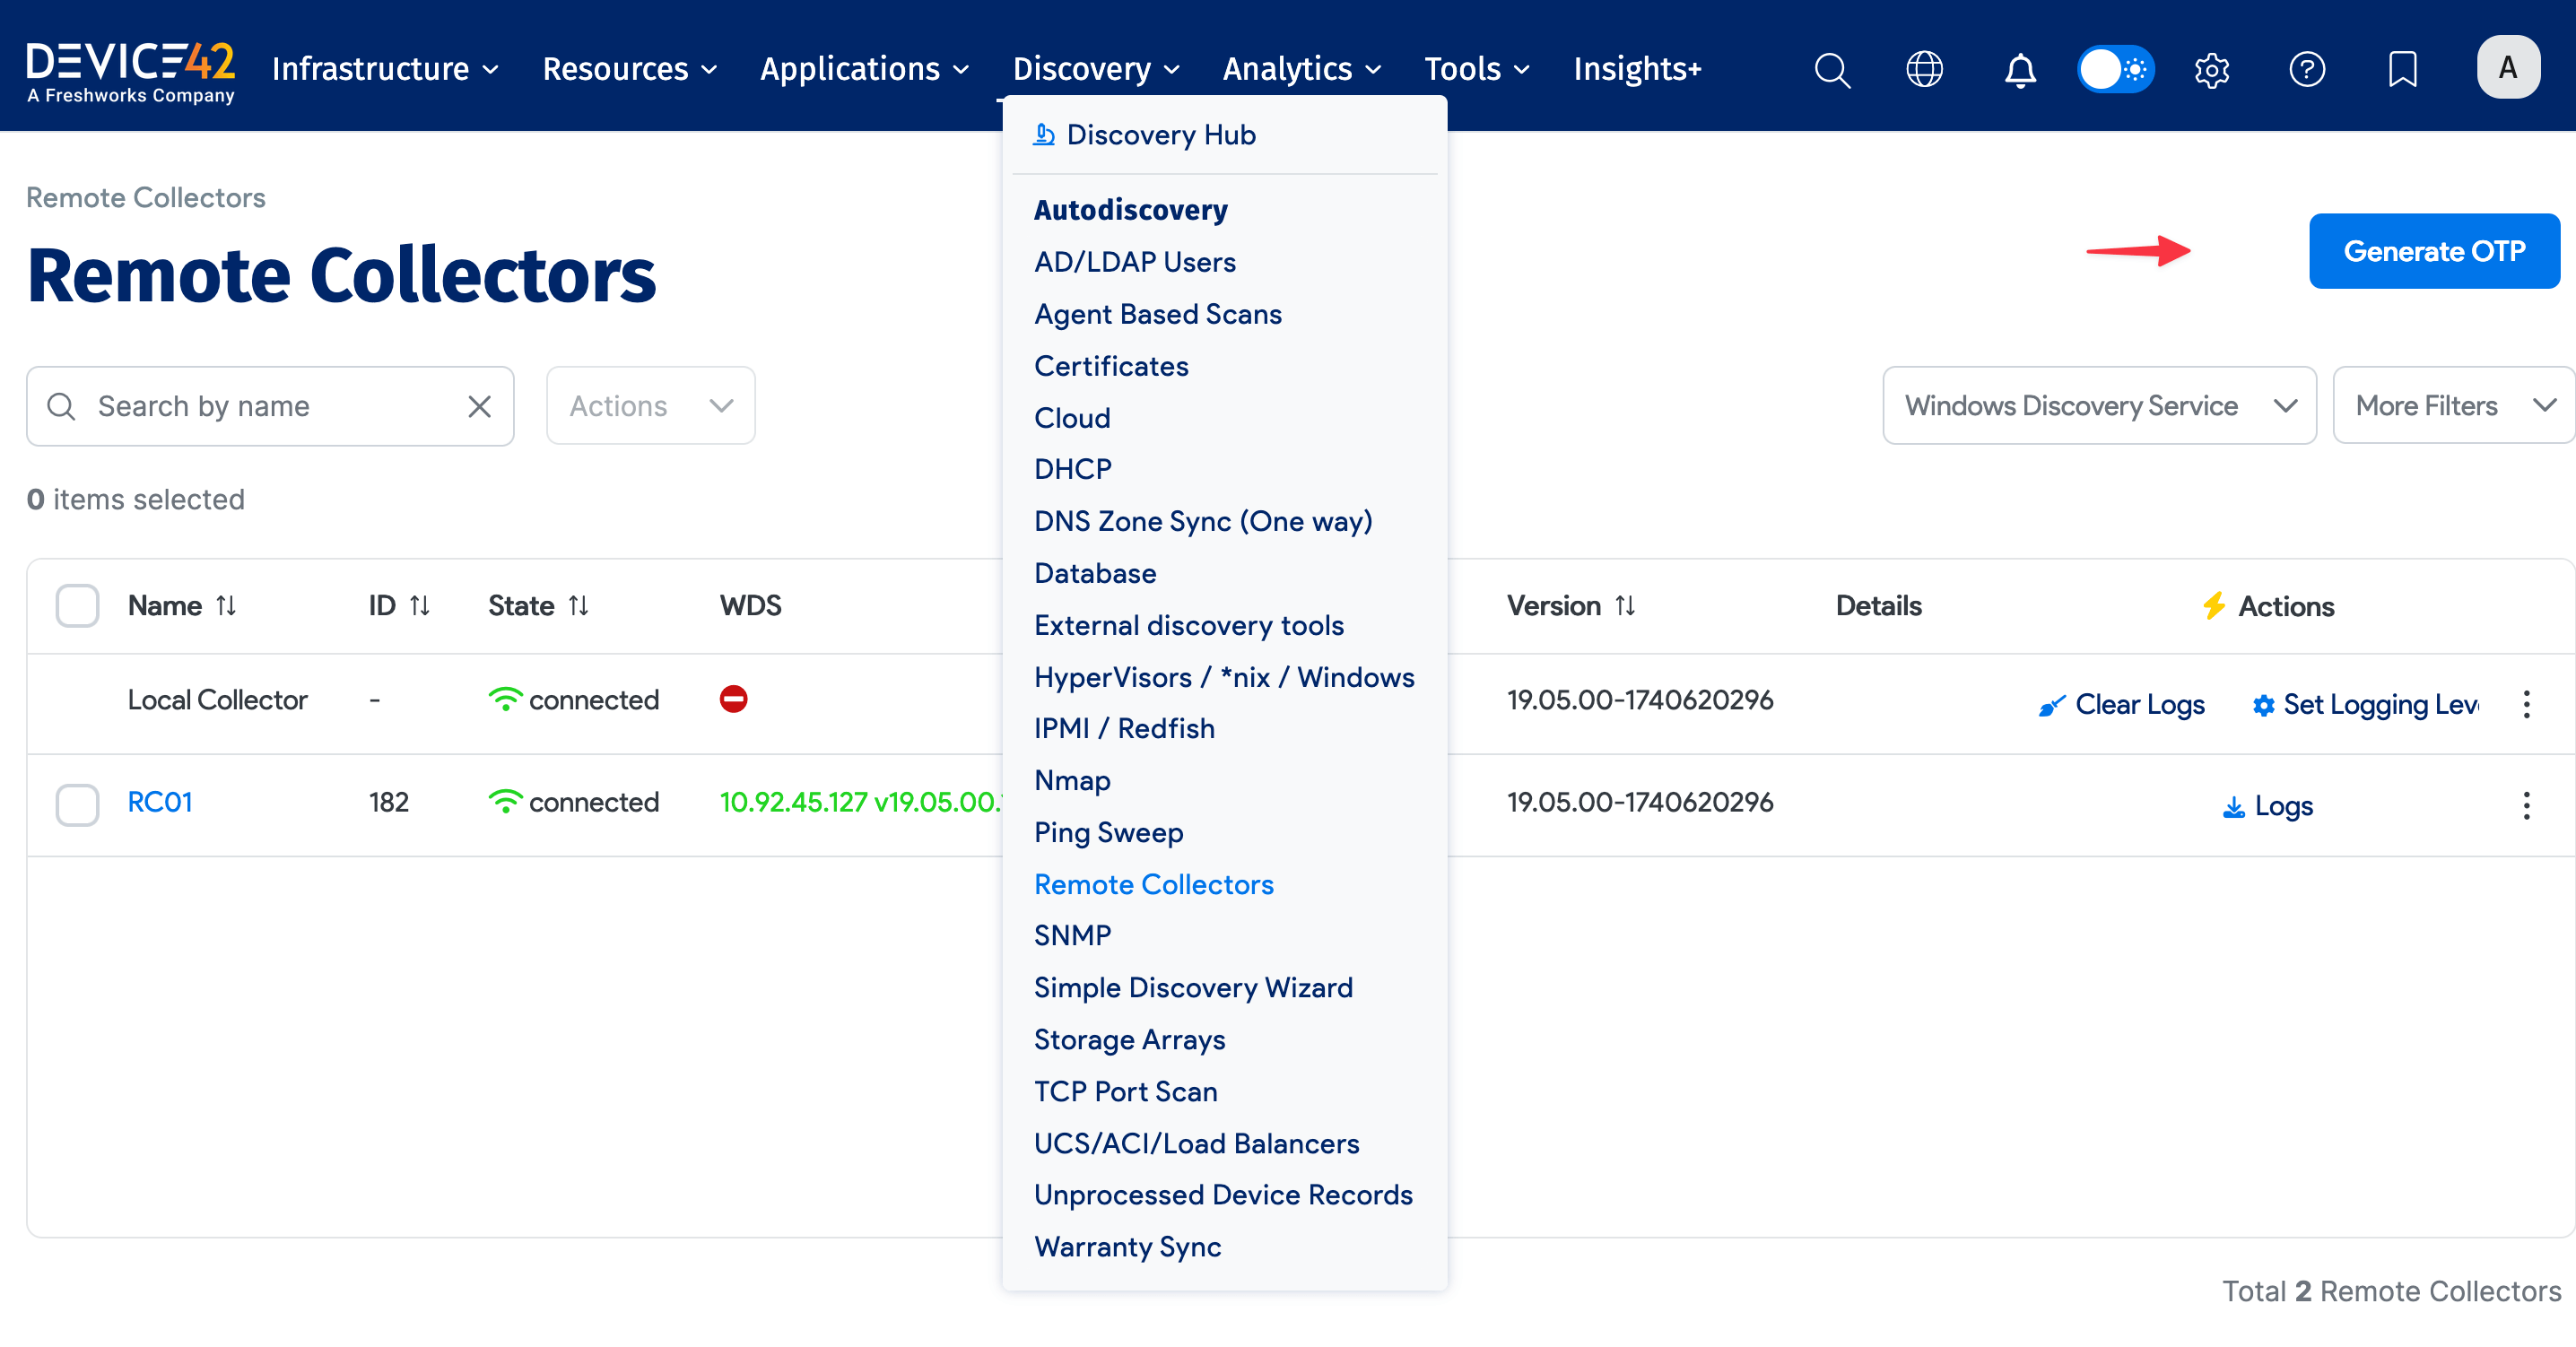 DEVICE42
A Freshworks Company
Infrastructure
Resources
Applications
Discovery
Analytics
Tools
Insights+
A
Discovery Hub
Autodiscovery
AD/LDAP Users
Agent Based Scans
Certificates
Cloud
DHCP
DNS Zone Sync (One way)
Database
External discovery tools
HyperVisors / *nix / Windows
IPMI / Redfish
Nmap
Ping Sweep
Remote Collectors
SNMP
Simple Discovery Wizard
Storage Arrays
TCP Port Scan
UCS/ACI/Load Balancers
Unprocessed Device Records
Warranty Sync
Remote Collectors
Remote Collectors
Generate OTP
Search by name
Actions
Windows Discovery Service
More Filters
0 items selected
Name ID State WDS Version Details Actions
Local Collector - connected 19.05.00-1740620296 Clear Logs Set Logging Lev
RC01 182 connected 10.92.45.127 v19.05.00. 19.05.00-1740620296 Logs
Total 2 Remote Collectors